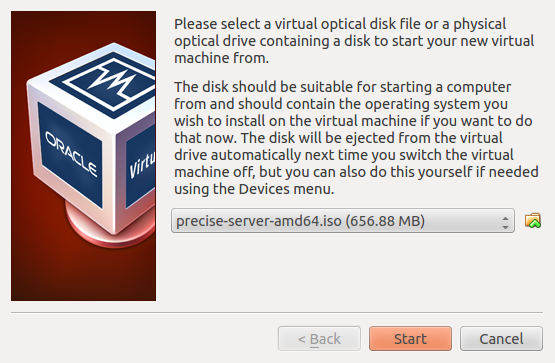 Please select a virtual optical disk file or a physical
optical drive containing a disk to start your new virtual
machine from.
The disk should be suitable for starting a computer
from and should contain the operating system you
wish to install on the virtual machine if you want to do
that now. The disk will be ejected from the virtual
drive automatically next time you switch the virtual
machine off, but you can also do this yourself if needed
using the Devices menu.
ORACLE
Virtu
precise-server-amd64.iso (656.88 MB)
< Back
Start
Cancel